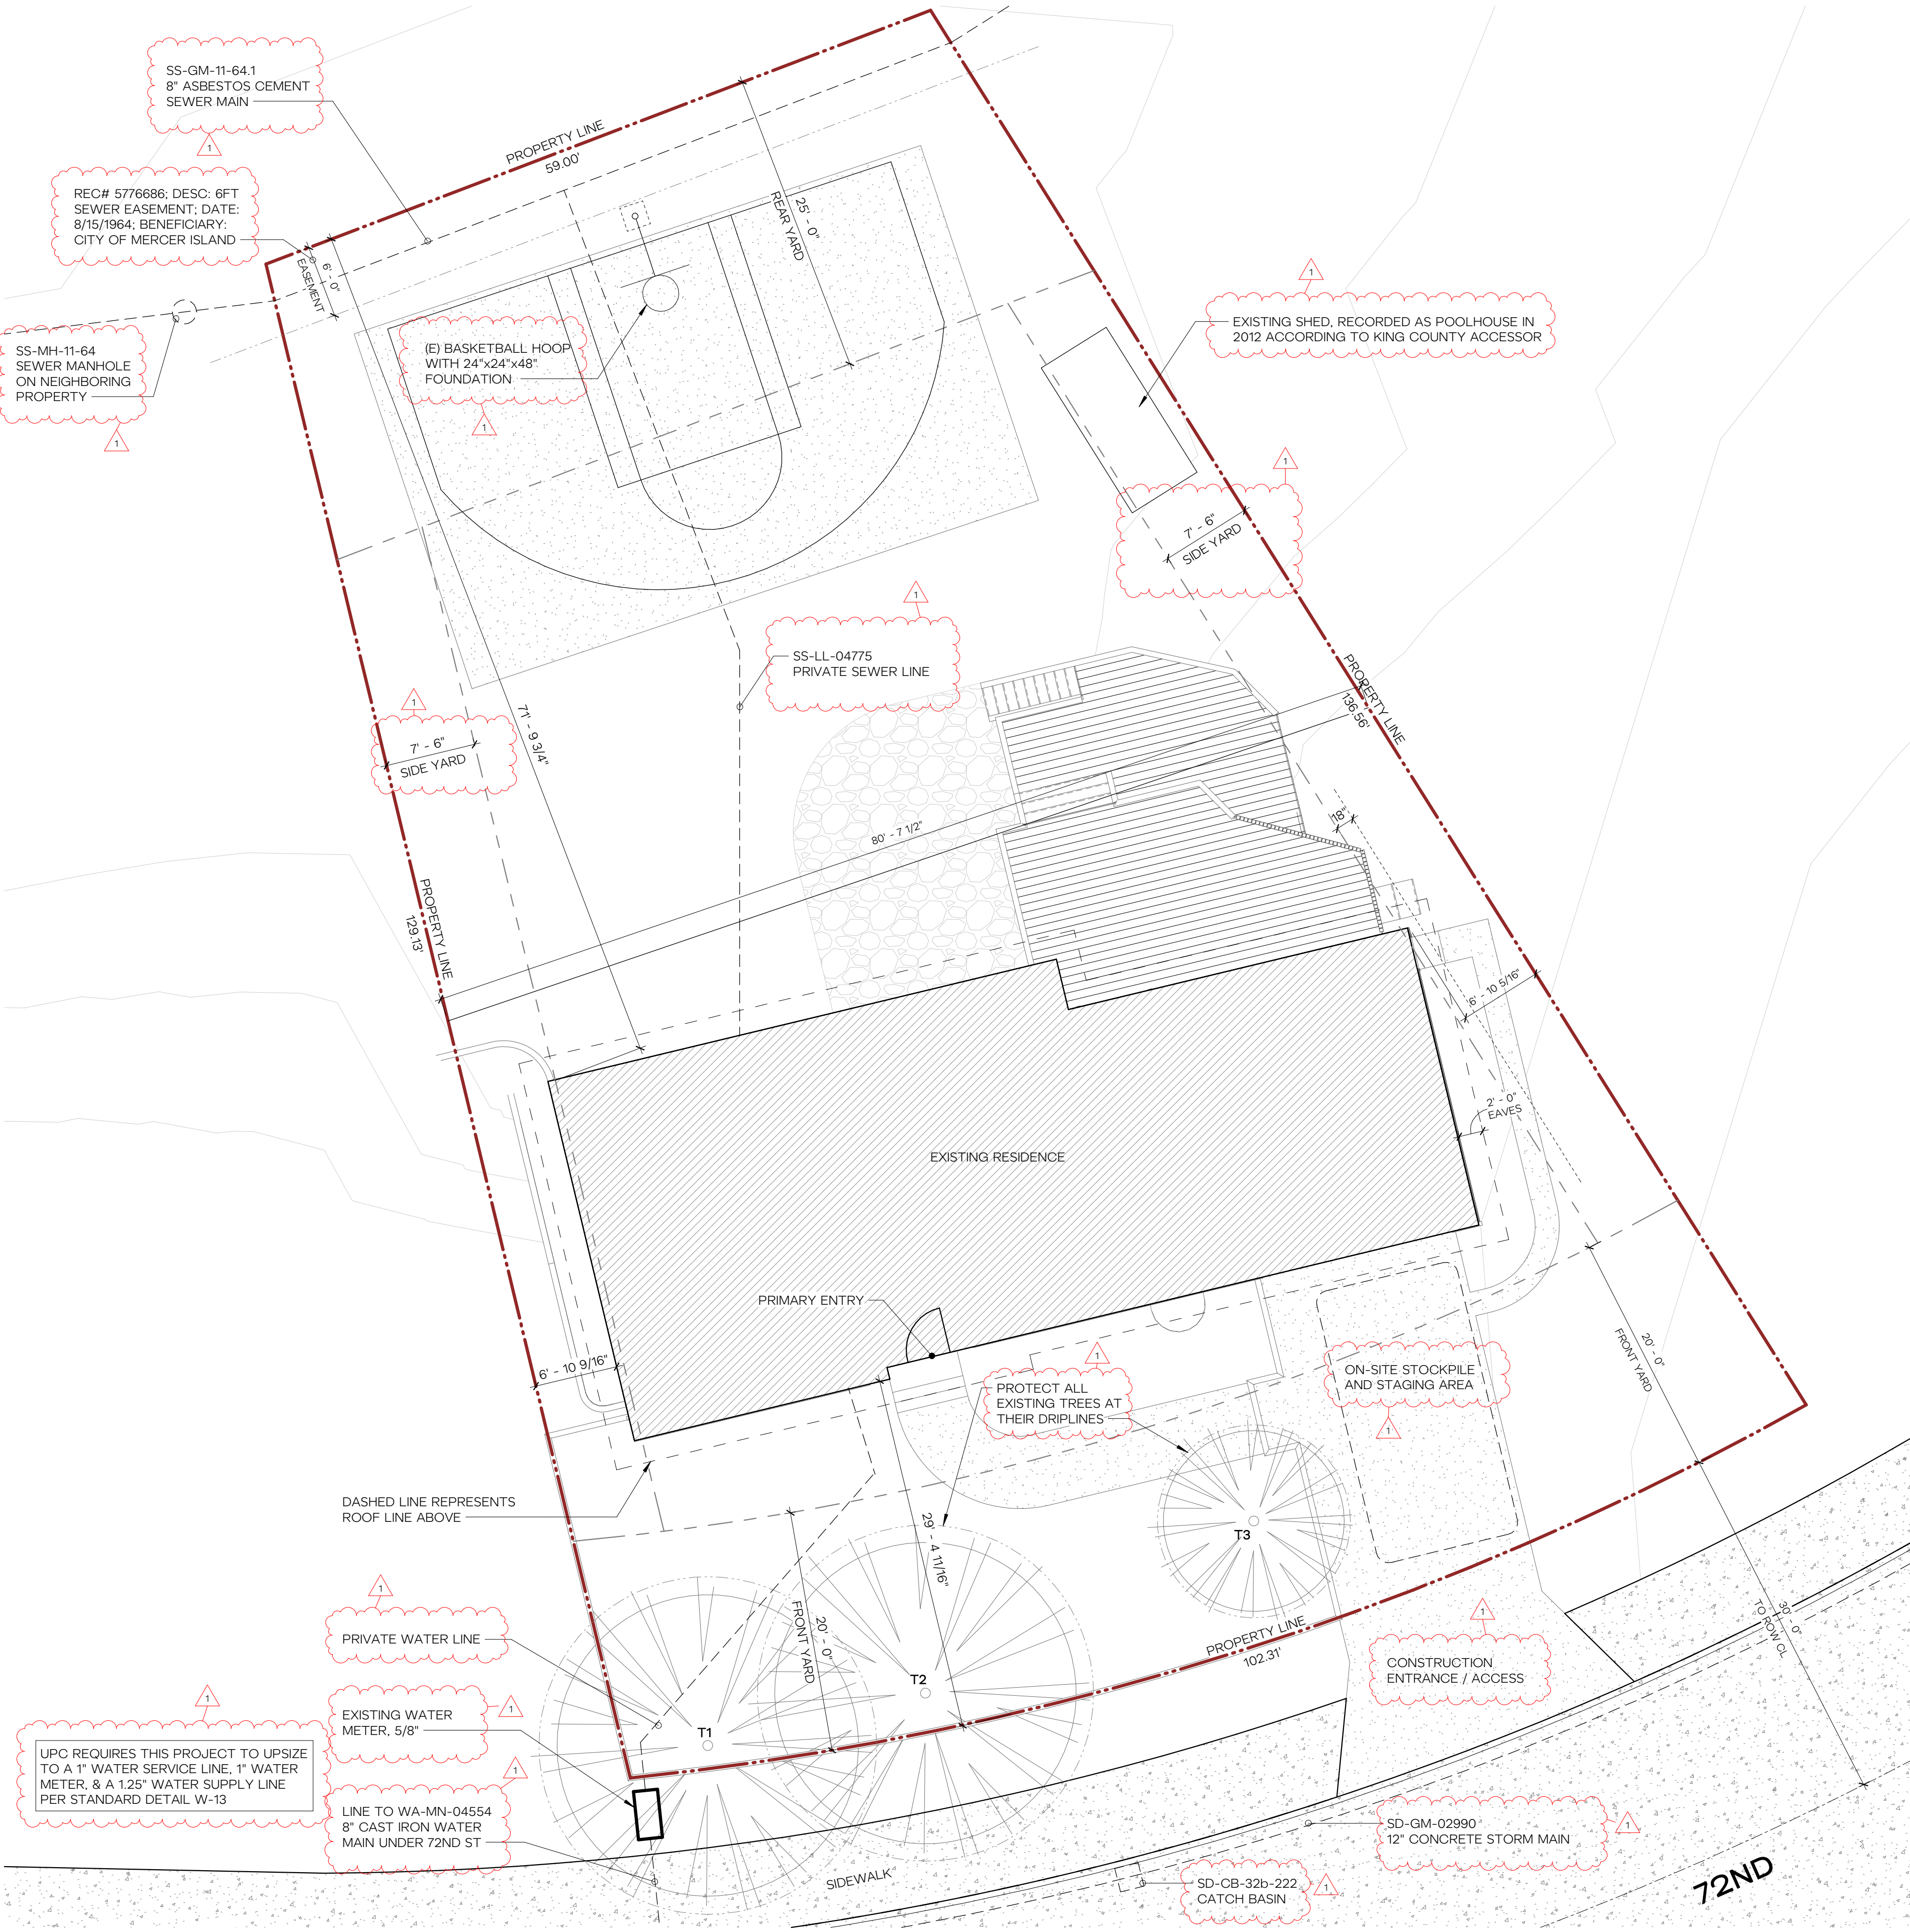 SS-GM-11-64.1
8" ASBESTOS CEMENT
SEWER MAIN
1
REC# 5776686; DESC: 6FT
SEWER EASEMENT; DATE:
8/15/1964; BENEFICIARY:
CITY OF MERCER ISLAND
PROPERTY LINE
59.00'
6' - 0"
EASEMENT
25' - 0"
REAR YARD
SS-MH-11-64
SEWER MANHOLE
ON NEIGHBORING
PROPERTY
1
(E) BASKETBALL HOOP
WITH 24"x24"x48"
FOUNDATION
1
1
EXISTING SHED, RECORDED AS POOLHOUSE IN
2012 ACCORDING TO KING COUNTY ACCESSOR
1
7' - 6"
SIDE YARD
1
SS-LL-04775
PRIVATE SEWER LINE
1
7' - 6"
SIDE YARD
71' - 9 3/4"
PROPERTY LINE
136.56'
80' - 7 1/2"
18"
PROPERTY LINE
129.13'
6' - 10 5/16"
2' - 0"
EAVES
EXISTING RESIDENCE
PRIMARY ENTRY
6' - 10 9/16"
1
PROTECT ALL
EXISTING TREES AT
THEIR DRIPLINES
ON-SITE STOCKPILE
AND STAGING AREA
1
20' - 0"
FRONT YARD
DASHED LINE REPRESENTS
ROOF LINE ABOVE
29' - 4 11/16"
T3
20' - 0"
FRONT YARD
1
PRIVATE WATER LINE
T2
T1
PROPERTY LINE
102.31'
1
CONSTRUCTION
ENTRANCE / ACCESS
30' - 0"
TO ROW CL
1
EXISTING WATER
METER, 5/8"
1
UPC REQUIRES THIS PROJECT TO UPSIZE
TO A 1" WATER SERVICE LINE, 1" WATER
METER, & A 1.25" WATER SUPPLY LINE
PER STANDARD DETAIL W-13
1
LINE TO WA-MN-04554
8" CAST IRON WATER
MAIN UNDER 72ND ST
1
SIDEWALK
SD-GM-02990
12" CONCRETE STORM MAIN
1
SD-CB-32b-222
CATCH BASIN
1
72ND